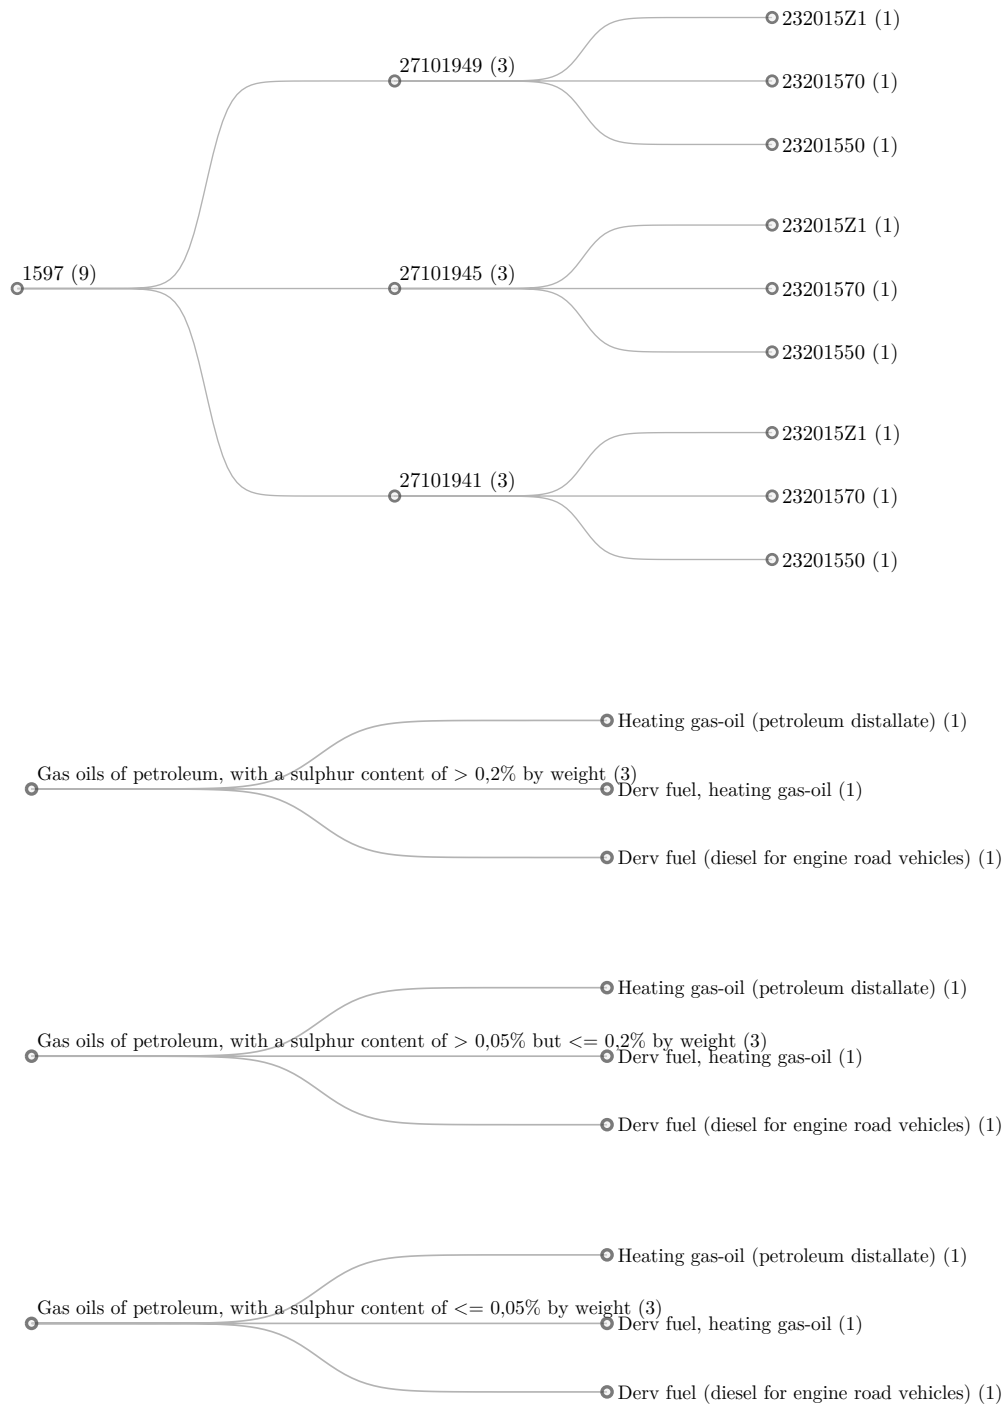 232015Z1 (1)
27101949 (3)
23201570 (1)
23201550 (1)
232015Z1 (1)
1597 (9)
27101945 (3)
23201570 (1)
23201550 (1)
232015Z1 (1)
27101941 (3)
23201570 (1)
23201550 (1)
Heating gas-oil (petroleum distallate) (1)
Gas oils of petroleum, with a sulphur content of > 0,2% by weight (3)
Derv fuel, heating gas-oil (1)
Derv fuel (diesel for engine road vehicles) (1)
Heating gas-oil (petroleum distallate) (1)
Gas oils of petroleum, with a sulphur content of > 0,05% but <= 0,2% by weight (3)
Derv fuel, heating gas-oil (1)
Derv fuel (diesel for engine road vehicles) (1)
Heating gas-oil (petroleum distallate) (1)
Gas oils of petroleum, with a sulphur content of <= 0,05% by weight (3)
Derv fuel, heating gas-oil (1)
Derv fuel (diesel for engine road vehicles) (1)